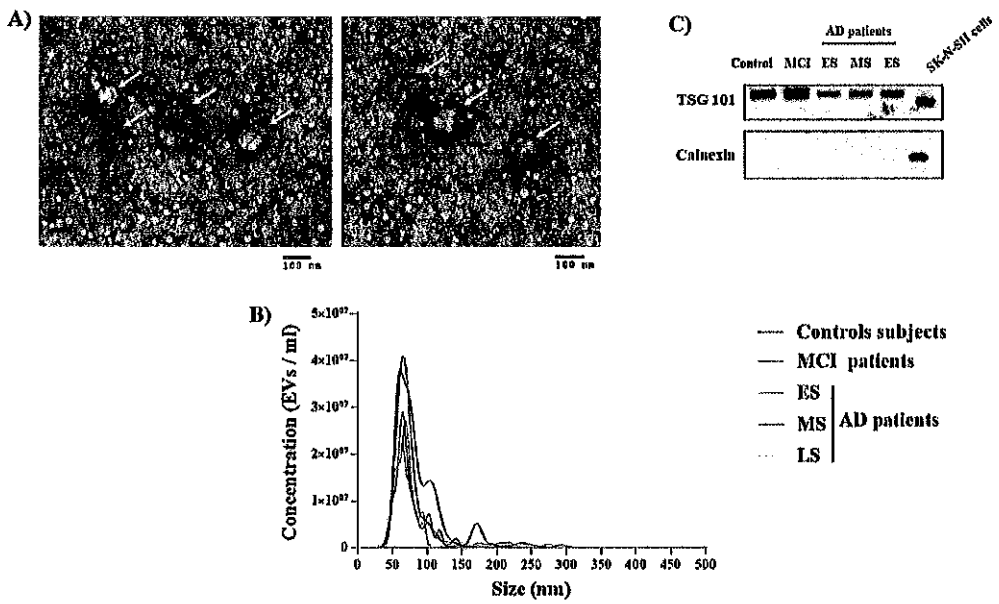 A)
100 nm
100 nm
C)
AD patients
Control MCI ES MS ES SK-N-SH cells
TSG 101
Calnexin
B)
Concentration (EVs / ml)
5×10⁰⁷
4×10⁰⁷
3×10⁰⁷
2×10⁰⁷
1×10⁰⁷
0
0 50 100 150 200 250 300 350 400 450 500
Size (nm)
Controls subjects
MCI patients
ES
MS
LS
AD patients